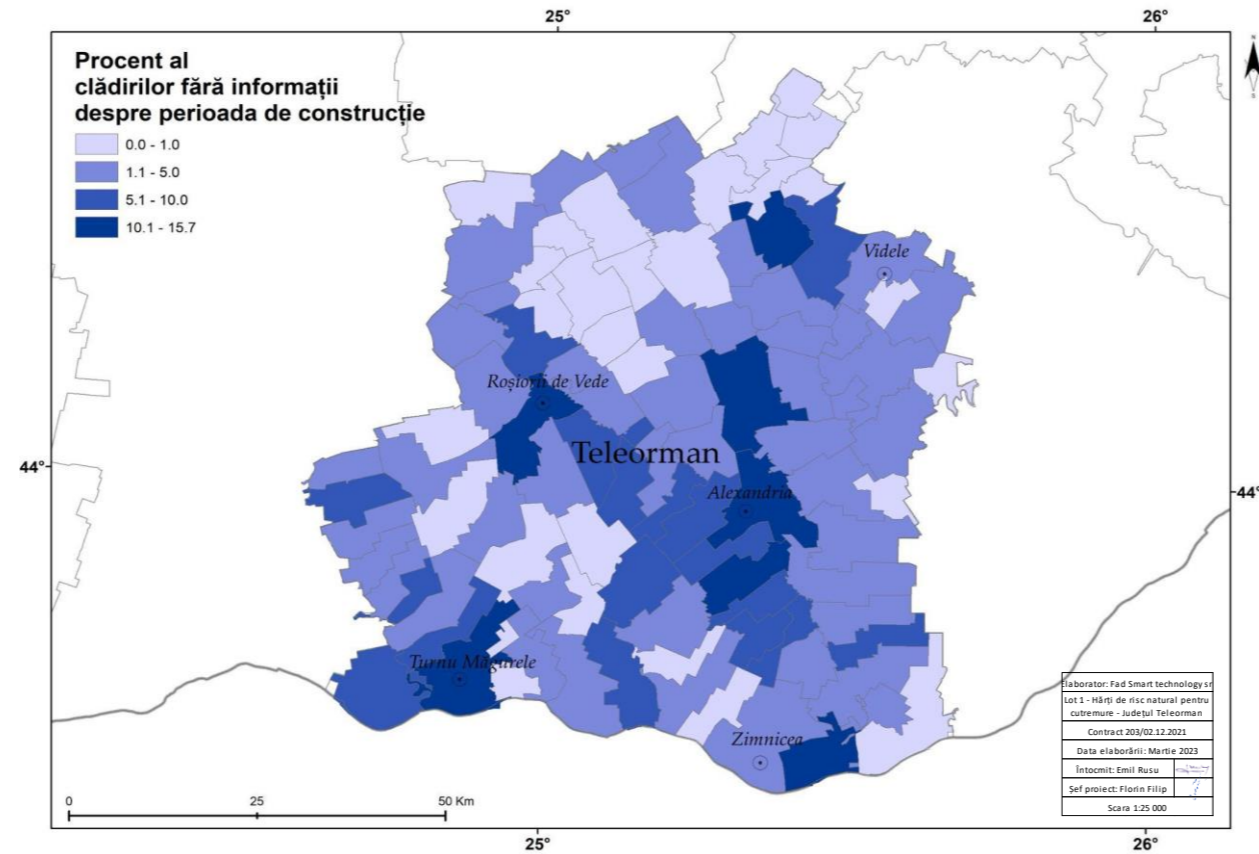 25°
26°
Procent al
clădirilor fără informații
despre perioada de construcție
0.0 - 1.0
1.1 - 5.0
5.1 - 10.0
10.1 - 15.7
N
S
Videle
Roșiorii de Vede
Teleorman
44°
44°
Alexandria
Turnu Măgurele
Zimnicea
Elaborator: Fad Smart technology sr
Lot 1 - Hărți de risc natural pentru
cutremure - Județul Teleorman
Contract 203/02.12.2021
Data elaborării: Martie 2023
Întocmit: Emil Rusu
Șef proiect: Florin Filip
Scara 1:25 000
0 25 50 Km
25°
26°